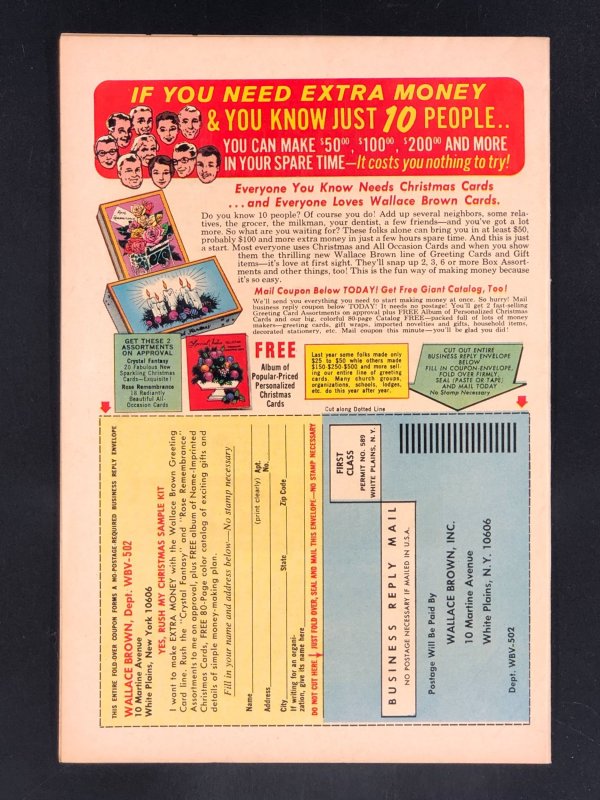 IF YOU NEED EXTRA MONEY
& YOU KNOW JUST 10 PEOPLE..
YOU CAN MAKE $50⁰⁰, $100⁰⁰, $200⁰⁰ AND MORE
IN YOUR SPARE TIME—It costs you nothing to try!
Everyone You Know Needs Christmas Cards
...and Everyone Loves Wallace Brown Cards.
Do you know 10 people? Of course you do! Add up several neighbors, some rela-
tives, the grocer, the milkman, your dentist, a few friends—and you've got a lot
more. So what are you waiting for? These folks alone can bring you in at least $50,
probably $100 and more extra money in just a few hours spare time. And this is just
a start. Most everyone uses Christmas and All Occasion Cards and when you show
them the thrilling new Wallace Brown line of Greeting Cards and Gift
items—it's love at first sight. They'll snap up 2, 3, 6 or more Box Assort-
ments and other things, too! This is the fun way of making money because
it's so easy.
Mail Coupon Below TODAY! Get Free Giant Catalog, Too!
We'll send you everything you need to start making money at once. So hurry! Mail
business reply coupon below TODAY! It needs no postage! You'll get 2 fast-selling
Greeting Card Assortments on approval plus FREE Album of Personalized Christmas
Cards and our big, colorful 80-page Catalog FREE—packed full of lots of money
makers—greeting cards, gift wraps, imported novelties and gifts, household items,
decorated stationery, etc. Mail coupon this minute—you'll be glad you did!
GET THESE 2
ASSORTMENTS
ON APPROVAL
Crystal Fantasy
20 Fabulous New
Sparkling Christmas
Cards—Exquisite!
Rose Remembrance
18 Radiantly
Beautiful All-
Occasion Cards
FREE
Album of
Popular-Priced
Personalized
Christmas
Cards
Last year some folks made only
$25 to $50 while others made
$150-$250-$500 and more sell-
ing our entire line of greeting
cards. Many church groups,
organizations, schools, lodges,
etc. do this year after year.
CUT OUT ENTIRE
BUSINESS REPLY ENVELOPE
BELOW
FILL IN COUPON-ENVELOPE,
FOLD OVER FIRMLY,
SEAL (PASTE OR TAPE)
AND MAIL TODAY
No Stamp Necessary
Cut along Dotted Line
THIS ENTIRE FOLD-OVER COUPON FORMS A NO-POSTAGE-REQUIRED BUSINESS REPLY ENVELOPE
WALLACE BROWN, Dept. WBV-502
10 Martine Avenue
White Plains, New York 10606
YES, RUSH MY CHRISTMAS SAMPLE KIT
I want to make EXTRA MONEY with the Wallace Brown Greeting
Card line. Rush the "Crystal Fantasy" and "Rose Remembrance"
Assortments to me on approval, plus FREE album of Name-Imprinted
Christmas Cards, FREE 80-Page color catalog of exciting gifts and
details of simple money-making plan.
Fill in your name and address below—No stamp necessary
Name
(print clearly) Apt.
Address No.
City State Zip Code
If writing for an organi-
zation, give its name here
DO NOT CUT HERE JUST FOLD OVER, SEAL AND MAIL THIS ENVELOPE—NO STAMP NECESSARY
FIRST
CLASS
PERMIT NO. 589
WHITE PLAINS, N.Y.
BUSINESS REPLY MAIL
NO POSTAGE NECESSARY IF MAILED IN U.S.A.
Postage Will Be Paid By
WALLACE BROWN, INC.
10 Martine Avenue
White Plains, N.Y. 10606
Dept. WBV-502